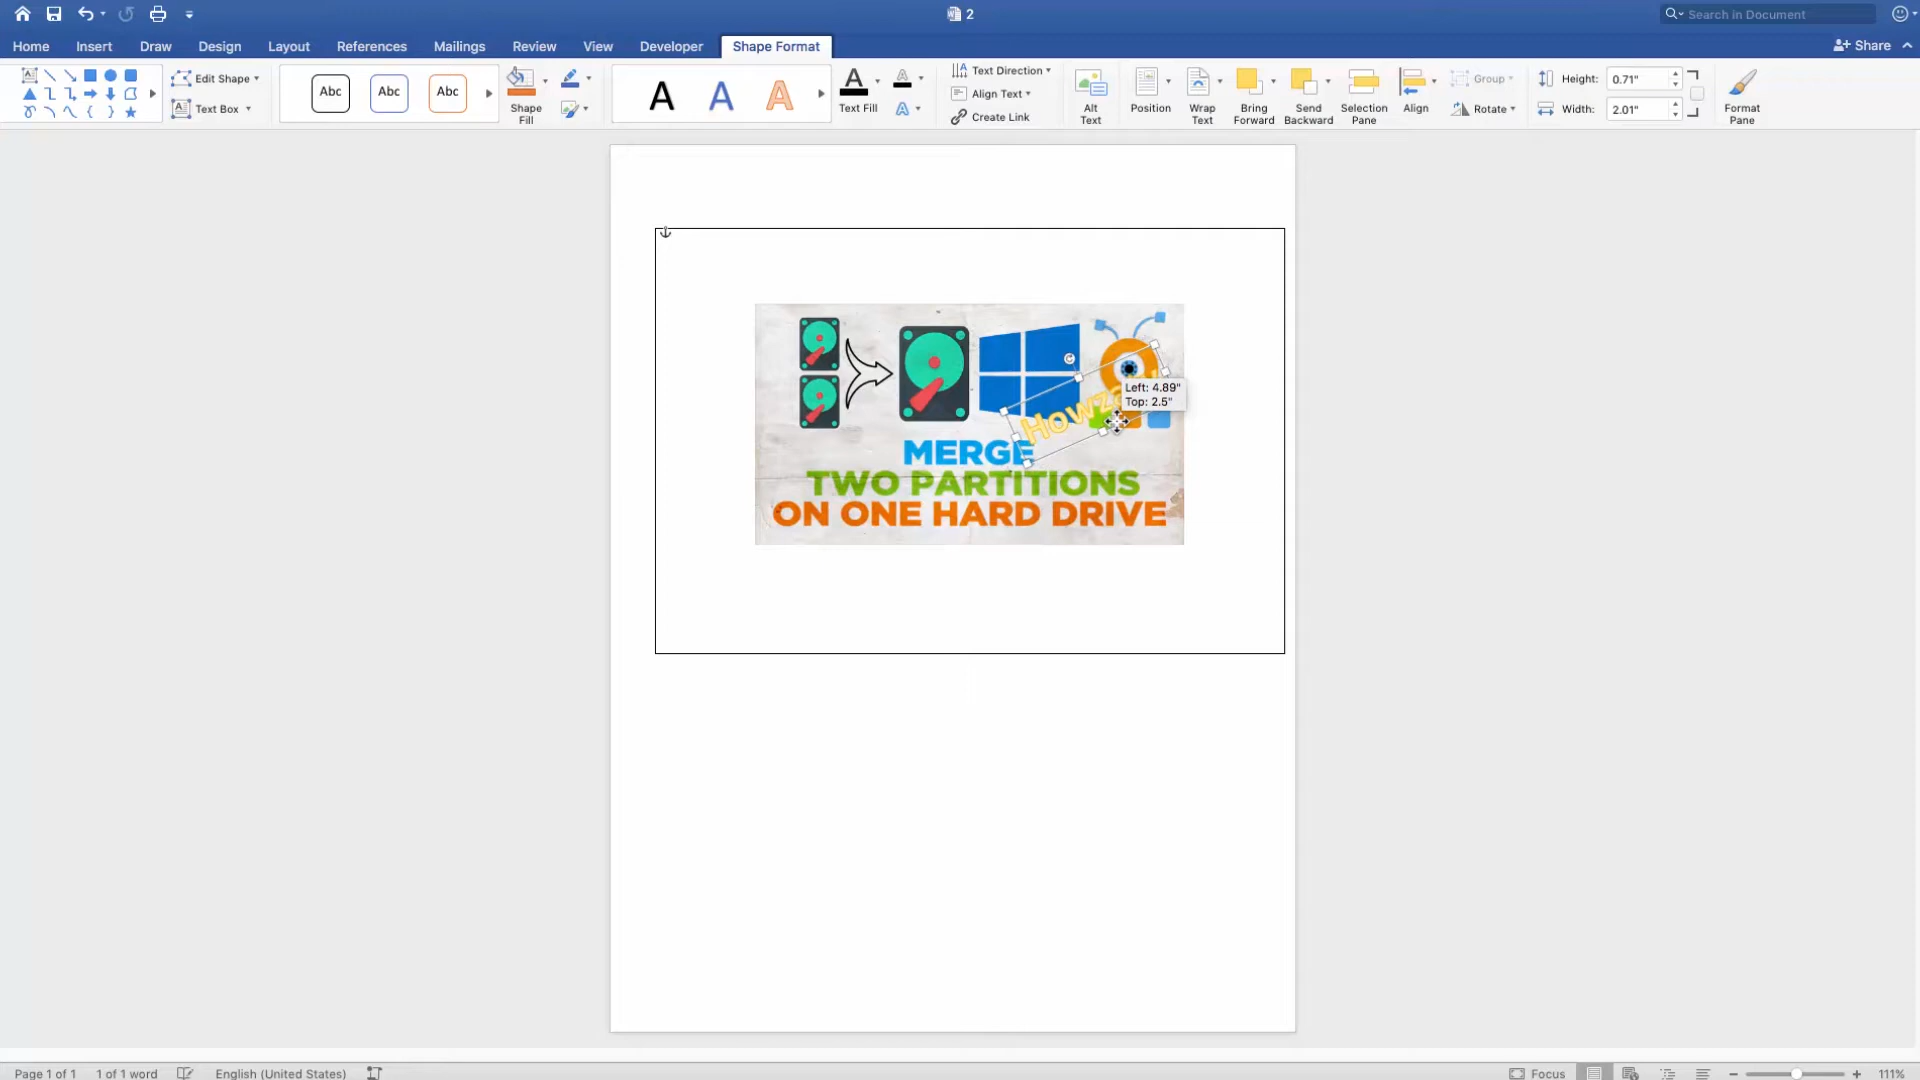 2
Search in Document
Home Insert Draw Design Layout References Mailings Review View Developer Shape Format
Share
Edit Shape
Text Box
Abc Abc Abc
Shape Fill
A A A
Text Fill
Text Direction
Align Text
Create Link
Alt Text
Position
Wrap Text
Bring Forward
Send Backward
Selection Pane
Align
Group
Rotate
Height: 0.71"
Width: 2.01"
Format Pane
Left: 4.89"
Top: 2.5"
MERGE
TWO PARTITIONS
ON ONE HARD DRIVE
Page 1 of 1 1 of 1 word English (United States) Focus 111%